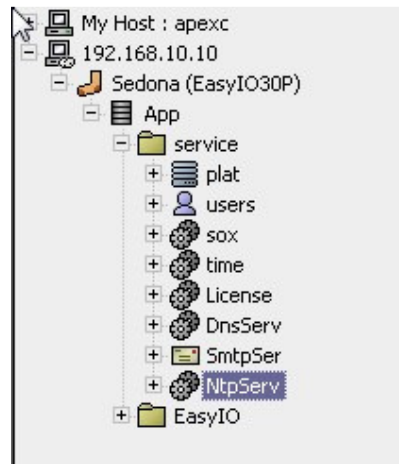 My Host : apexc
192.168.10.10
Sedona (EasyIO30P)
App
service
plat
users
sox
time
License
DnsServ
SmtpSer
NtpServ
EasyIO